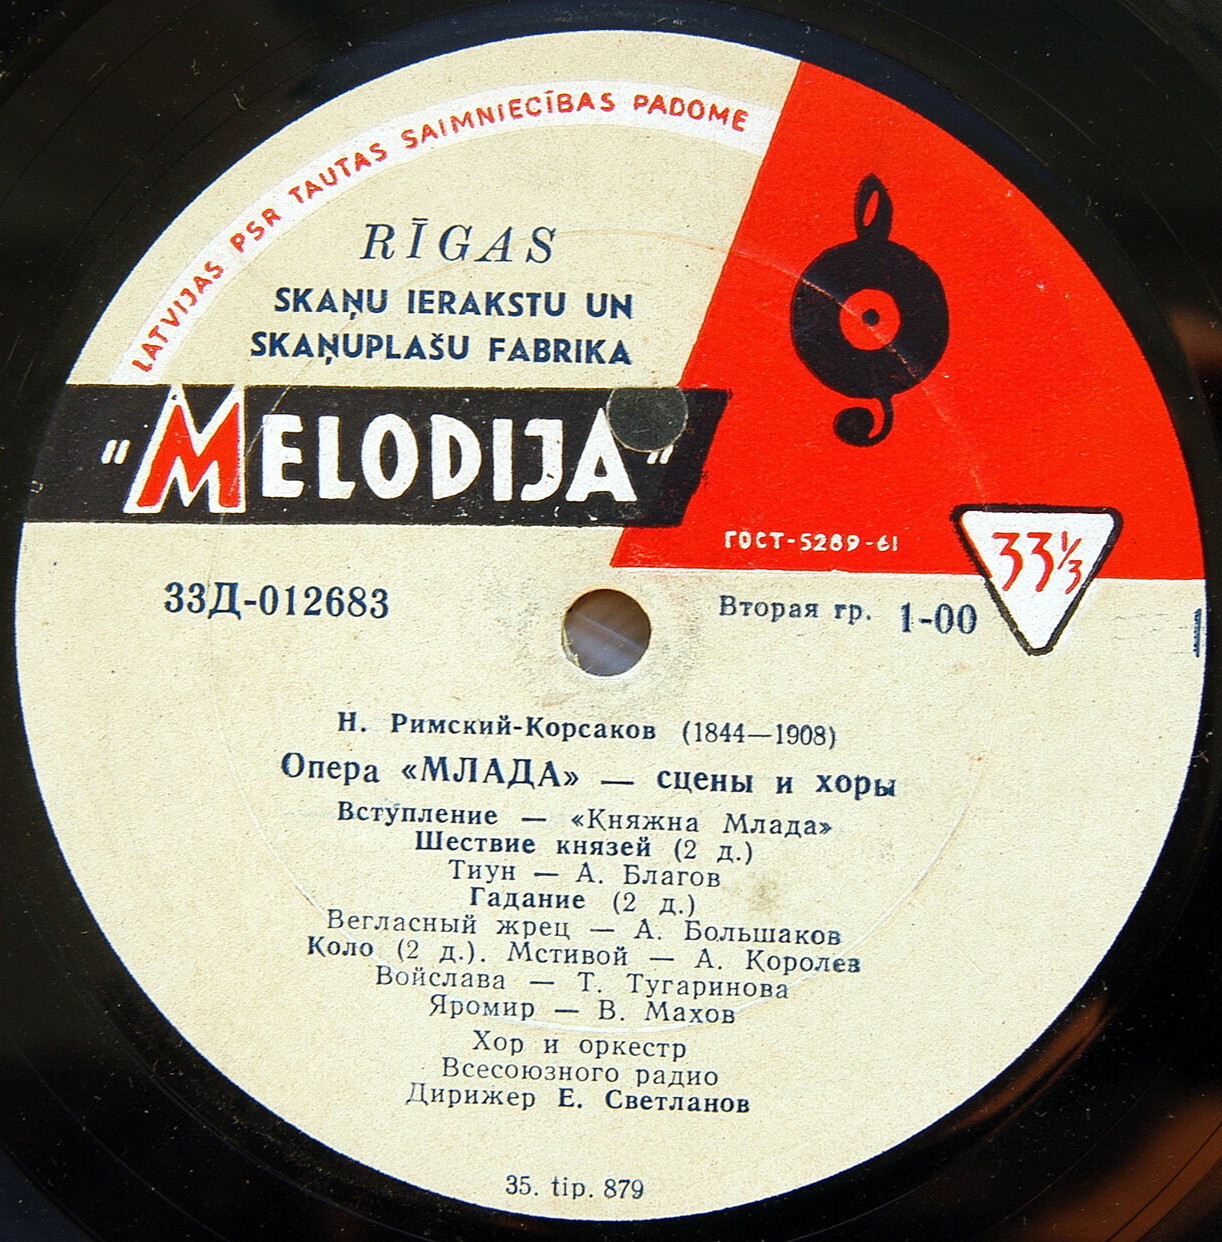 LATVIJAS PSR TAUTAS SAIMNIECĪBAS PADOME
RĪGAS
SKAŅU IERAKSTU UN
SKAŅUPLAŠU FABRIKA
"MELODIJA"
ГОСТ-5289-61
33⅓
33Д-012683
Вторая гр. 1-00
Н. Римский-Корсаков (1844—1908)
Опера «МЛАДА» — сцены и хоры
Вступление — «Княжна Млада»
Шествие князей (2 д.)
Тиун — А. Благов
Гадание (2 д.)
Вегласный жрец — А. Большаков
Коло (2 д.). Мстивой — А. Королев
Войслава — Т. Тугаринова
Яромир — В. Махов
Хор и оркестр
Всесоюзного радио
Дирижер Е. Светланов
35. tip. 879